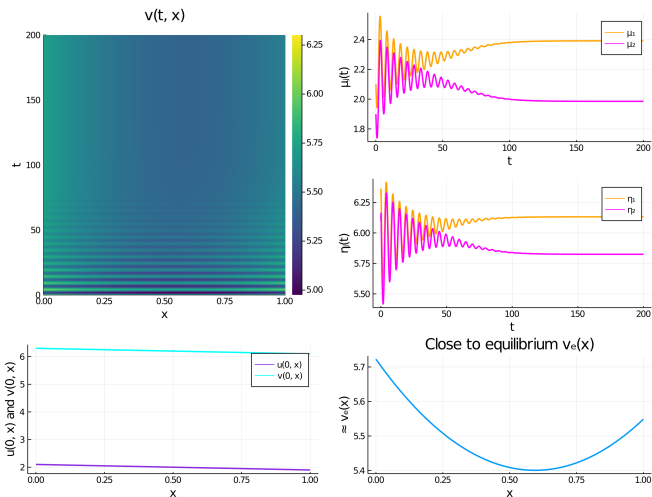 v(t, x)
200
150
100
50
0
t
0.00 0.25 0.50 0.75 1.00
x
6.25
6.00
5.75
5.50
5.25
5.00
2.4
2.1
1.8
μᵢ(t)
μ₁
μ₂
0 50 100 150 200
t
6.25
6.00
5.75
5.50
ηᵢ(t)
η₁
η₂
0 50 100 150 200
t
6
5
4
3
2
u(0, x) and v(0, x)
u(0, x)
v(0, x)
0.00 0.25 0.50 0.75 1.00
x
Close to equilibrium vₑ(x)
5.7
5.6
5.5
5.4
≈ vₑ(x)
0.00 0.25 0.50 0.75 1.00
x